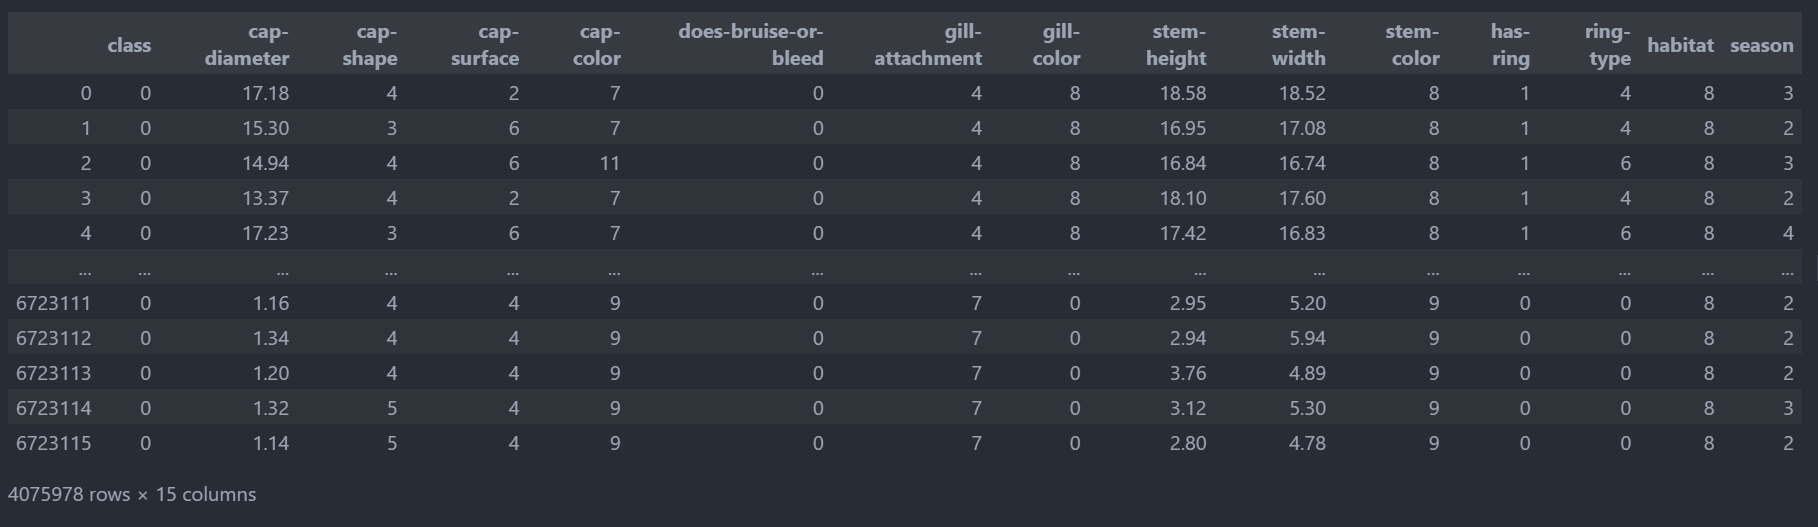 class cap-diameter cap-shape cap-surface cap-color does-bruise-or-bleed gill-attachment gill-color stem-height stem-width stem-color has-ring ring-type habitat season
0 0 17.18 4 2 7 0 4 8 18.58 18.52 8 1 4 8 3
1 0 15.30 3 6 7 0 4 8 16.95 17.08 8 1 4 8 2
2 0 14.94 4 6 11 0 4 8 16.84 16.74 8 1 6 8 3
3 0 13.37 4 2 7 0 4 8 18.10 17.60 8 1 4 8 2
4 0 17.23 3 6 7 0 4 8 17.42 16.83 8 1 6 8 4
... ... ... ... ... ... ... ... ... ... ... ... ... ... ... ...
6723111 0 1.16 4 4 9 0 7 0 2.95 5.20 9 0 0 8 2
6723112 0 1.34 4 4 9 0 7 0 2.94 5.94 9 0 0 8 2
6723113 0 1.20 4 4 9 0 7 0 3.76 4.89 9 0 0 8 2
6723114 0 1.32 5 4 9 0 7 0 3.12 5.30 9 0 0 8 3
6723115 0 1.14 5 4 9 0 7 0 2.80 4.78 9 0 0 8 2
4075978 rows × 15 columns